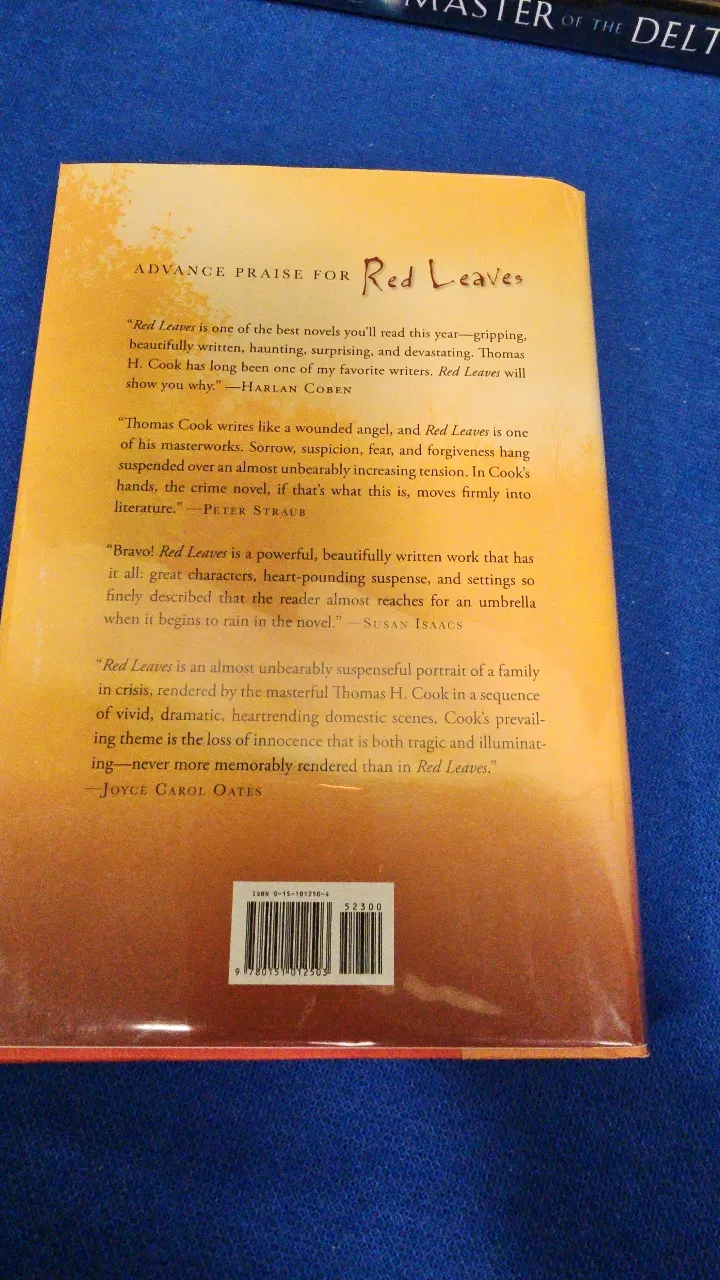 MASTER OF THE DELT
ADVANCE PRAISE FOR Red Leaves
“Red Leaves is one of the best novels you'll read this year—gripping,
beautifully written, haunting, surprising, and devastating. Thomas
H. Cook has long been one of my favorite writers. Red Leaves will
show you why.” —HARLAN COBEN
“Thomas Cook writes like a wounded angel, and Red Leaves is one
of his masterworks. Sorrow, suspicion, fear, and forgiveness hang
suspended over an almost unbearably increasing tension. In Cook's
hands, the crime novel, if that's what this is, moves firmly into
literature.” —PETER STRAUB
“Bravo! Red Leaves is a powerful, beautifully written work that has
it all: great characters, heart-pounding suspense, and settings so
finely described that the reader almost reaches for an umbrella
when it begins to rain in the novel.” —SUSAN ISAACS
“Red Leaves is an almost unbearably suspenseful portrait of a family
in crisis, rendered by the masterful Thomas H. Cook in a sequence
of vivid, dramatic, heartrending domestic scenes. Cook's prevail-
ing theme is the loss of innocence that is both tragic and illuminat-
ing—never more memorably rendered than in Red Leaves.”
—JOYCE CAROL OATES
ISBN 0-15-101250-4
52300
9 780151 012503